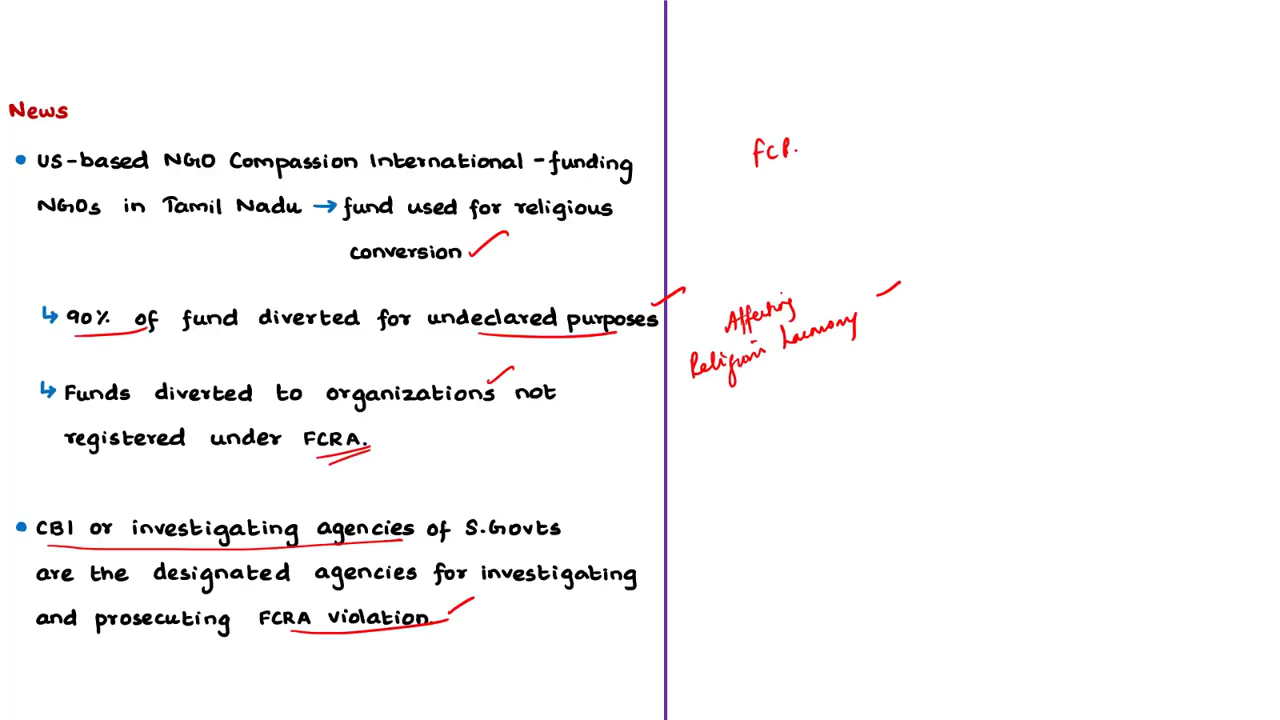 News
• US-based NGO Compassion International - funding
NGOs in Tamil Nadu → fund used for religious
conversion
↳ 90% of fund diverted for undeclared purposes
↳ Funds diverted to organizations not
registered under FCRA.
• CBI or investigating agencies of S.Govts
are the designated agencies for investigating
and prosecuting FCRA violation.
FCR.
Affecting
Religious harmony